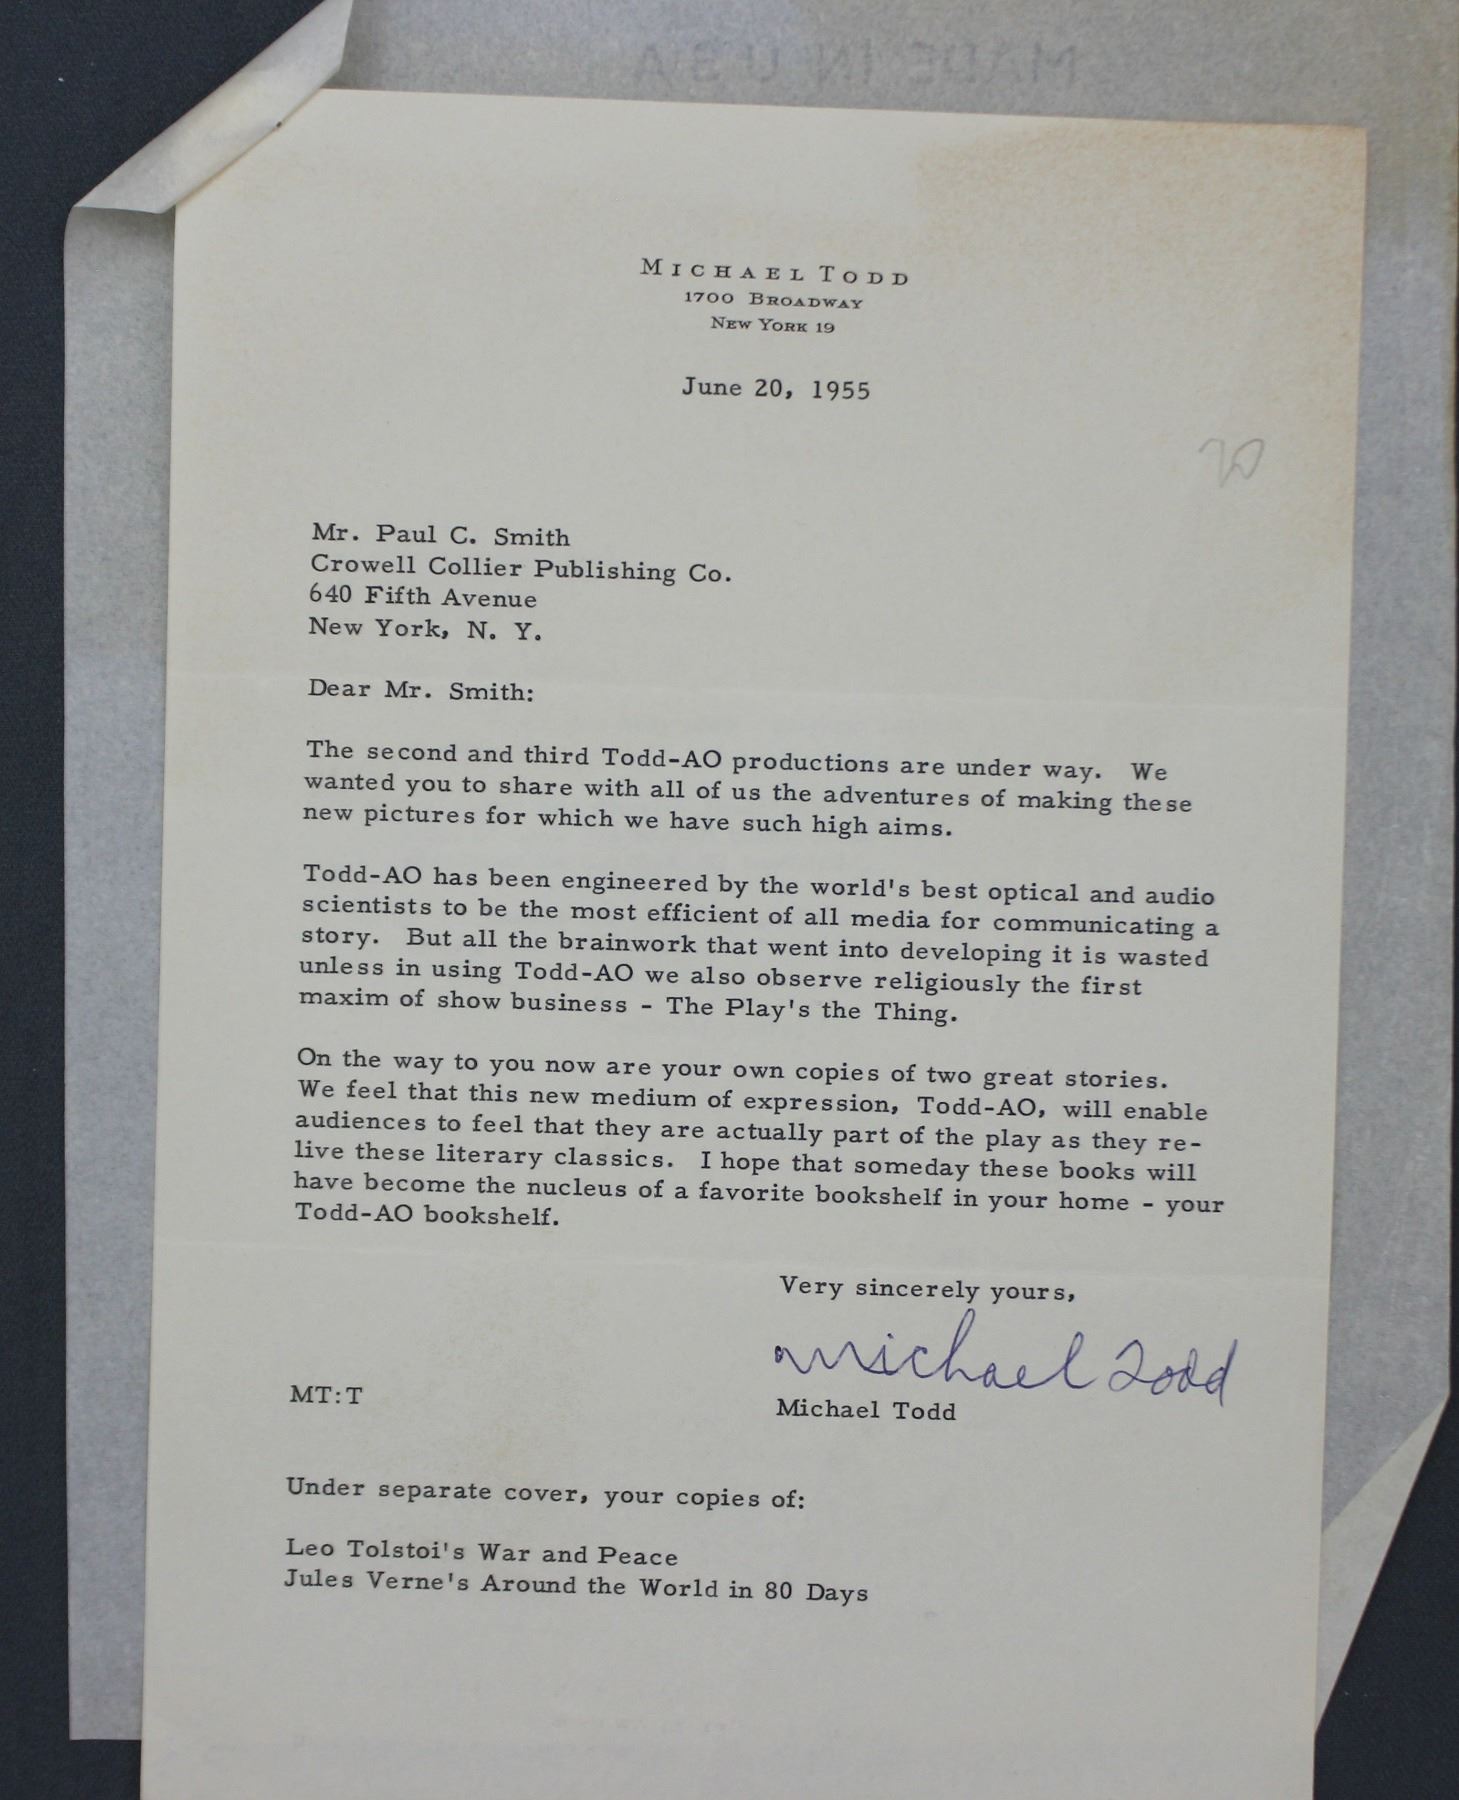 MADE IN U S A
MICHAEL TODD
1700 BROADWAY
NEW YORK 19
June 20, 1955
20
Mr. Paul C. Smith
Crowell Collier Publishing Co.
640 Fifth Avenue
New York, N. Y.
Dear Mr. Smith:
The second and third Todd-AO productions are under way. We
wanted you to share with all of us the adventures of making these
new pictures for which we have such high aims.
Todd-AO has been engineered by the world's best optical and audio
scientists to be the most efficient of all media for communicating a
story. But all the brainwork that went into developing it is wasted
unless in using Todd-AO we also observe religiously the first
maxim of show business - The Play's the Thing.
On the way to you now are your own copies of two great stories.
We feel that this new medium of expression, Todd-AO, will enable
audiences to feel that they are actually part of the play as they re-
live these literary classics. I hope that someday these books will
have become the nucleus of a favorite bookshelf in your home - your
Todd-AO bookshelf.
Very sincerely yours,
Michael Todd
MT:T
Michael Todd
Under separate cover, your copies of:
Leo Tolstoi's War and Peace
Jules Verne's Around the World in 80 Days